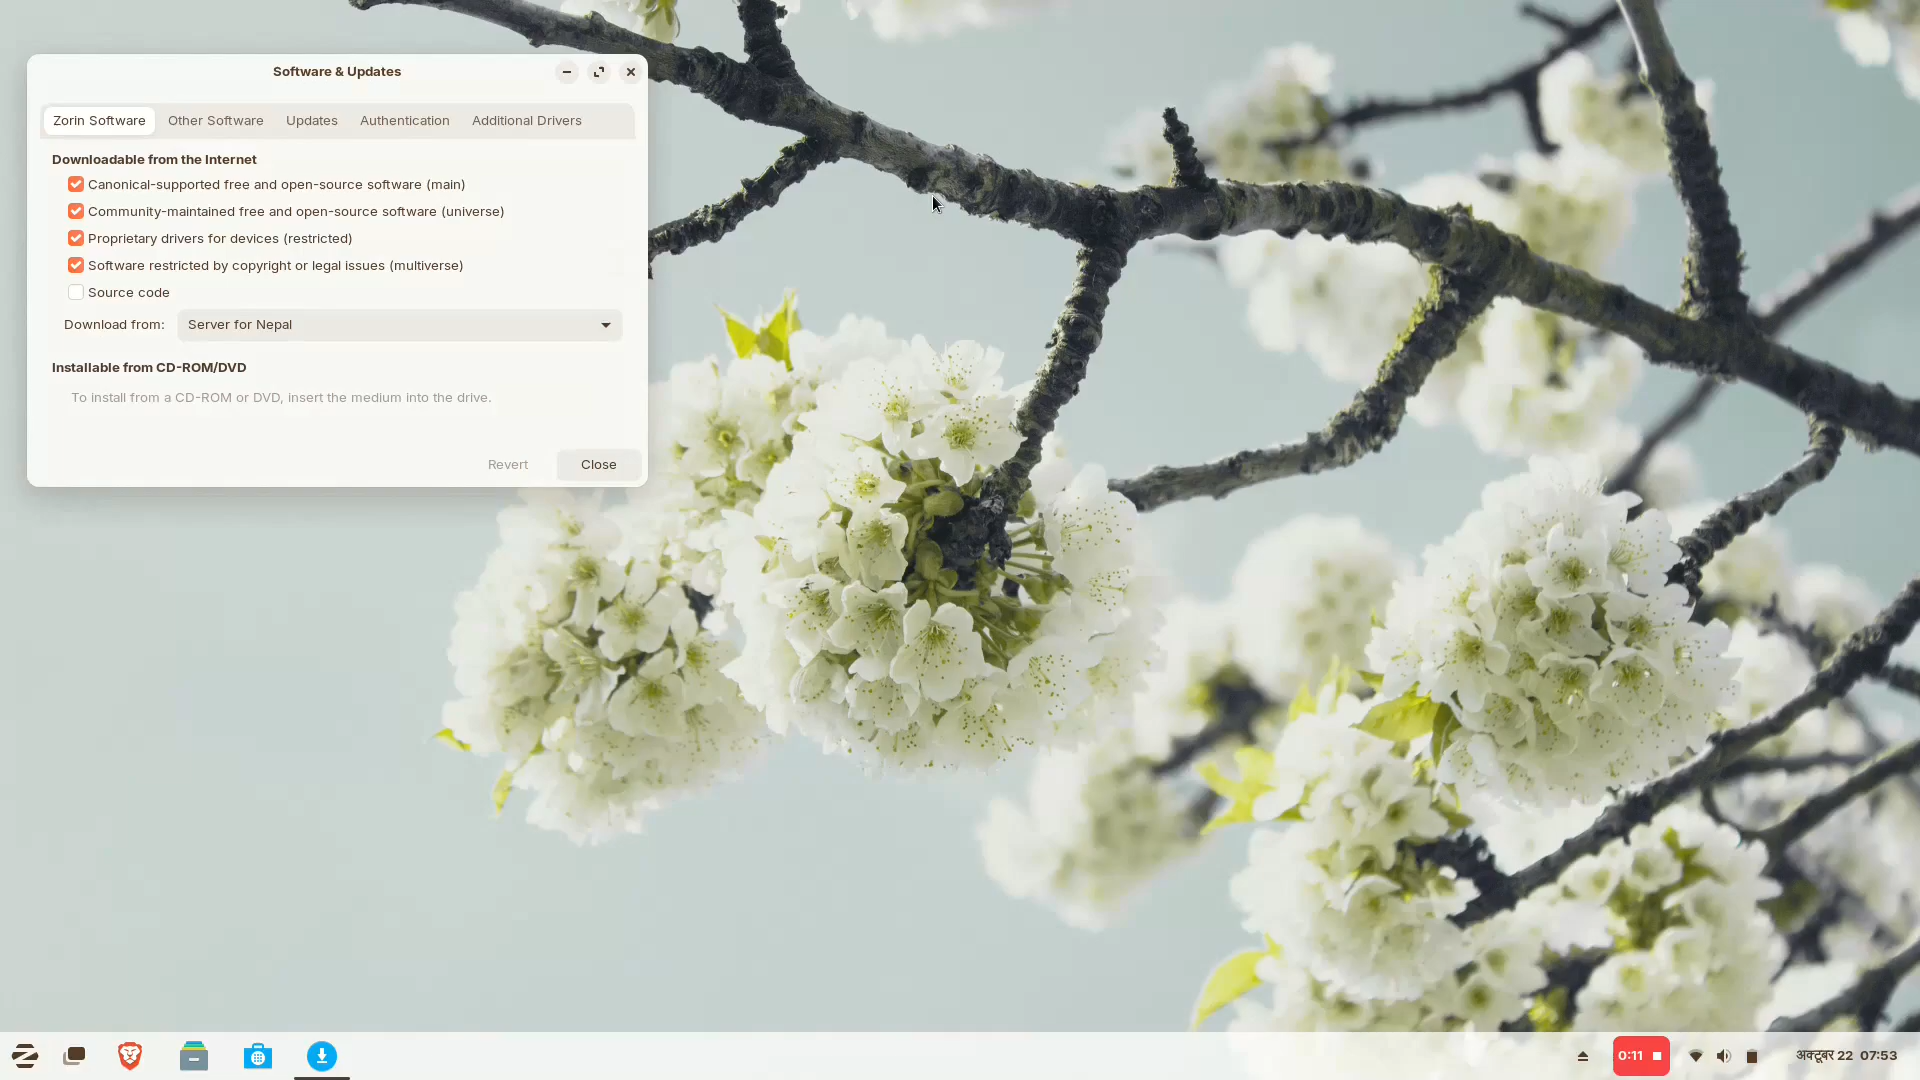 Software & Updates
Zorin Software Other Software Updates Authentication Additional Drivers
Downloadable from the Internet
Canonical-supported free and open-source software (main)
Community-maintained free and open-source software (universe)
Proprietary drivers for devices (restricted)
Software restricted by copyright or legal issues (multiverse)
Source code
Download from: Server for Nepal
Installable from CD-ROM/DVD
To install from a CD-ROM or DVD, insert the medium into the drive.
Revert Close
0:11 अक्टूबर 22 07:53